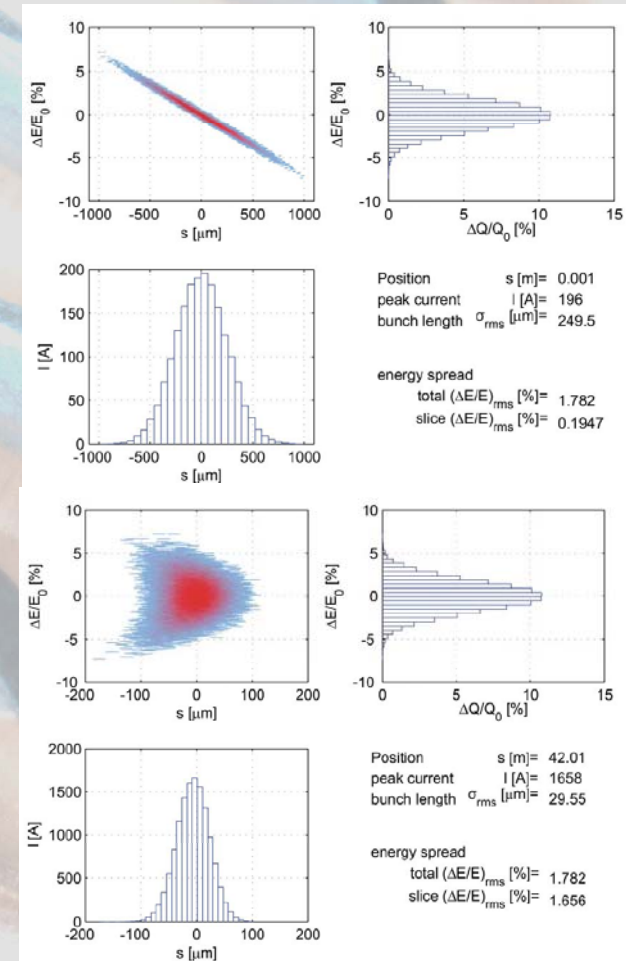 10
5
0
-5
-10
ΔE/E0 [%]
-1000 -500 0 500 1000
s [μm]
10
5
0
-5
-10
ΔE/E0 [%]
0 5 10 15
ΔQ/Q0 [%]
200
150
100
50
0
I [A]
-1000 -500 0 500 1000
s [μm]
Position s [m]= 0.001
peak current I [A]= 196
bunch length σrms [μm]= 249.5
energy spread
total (ΔE/E)rms [%]= 1.782
slice (ΔE/E)rms [%]= 0.1947
10
5
0
-5
-10
ΔE/E0 [%]
-200 -100 0 100 200
s [μm]
10
5
0
-5
-10
ΔE/E0 [%]
0 5 10 15
ΔQ/Q0 [%]
2000
1500
1000
500
0
I [A]
-200 -100 0 100 200
s [μm]
Position s [m]= 42.01
peak current I [A]= 1658
bunch length σrms [μm]= 29.55
energy spread
total (ΔE/E)rms [%]= 1.782
slice (ΔE/E)rms [%]= 1.656